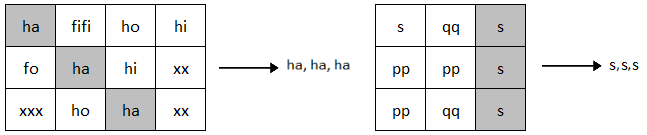 ha fifi ho hi
fo ha hi xx
xxx ho ha xx
ha, ha, ha
s qq s
pp pp s
pp qq s
s,s,s